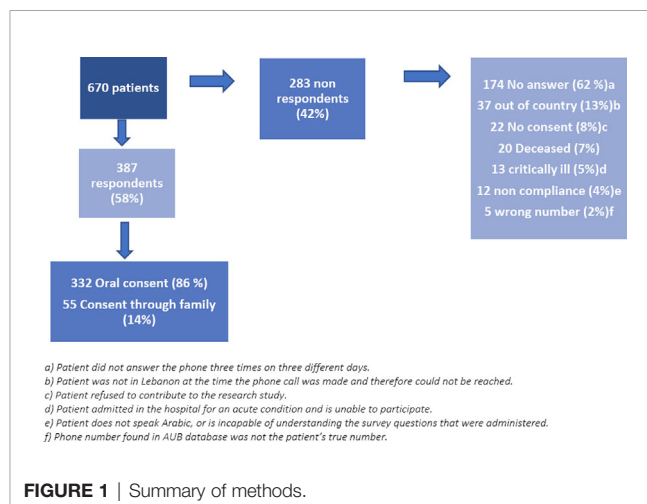 670 patients
283 non
respondents
(42%)
174 No answer (62 %)a
37 out of country (13%)b
22 No consent (8%)c
20 Deceased (7%)
13 critically ill (5%)d
12 non compliance (4%)e
5 wrong number (2%)f
387
respondents
(58%)
332 Oral consent (86 %)
55 Consent through family
(14%)
a) Patient did not answer the phone three times on three different days.
b) Patient was not in Lebanon at the time the phone call was made and therefore could not be reached.
c) Patient refused to contribute to the research study.
d) Patient admitted in the hospital for an acute condition and is unable to participate.
e) Patient does not speak Arabic, or is incapable of understanding the survey questions that were administered.
f) Phone number found in AUB database was not the patient's true number.
FIGURE 1 | Summary of methods.